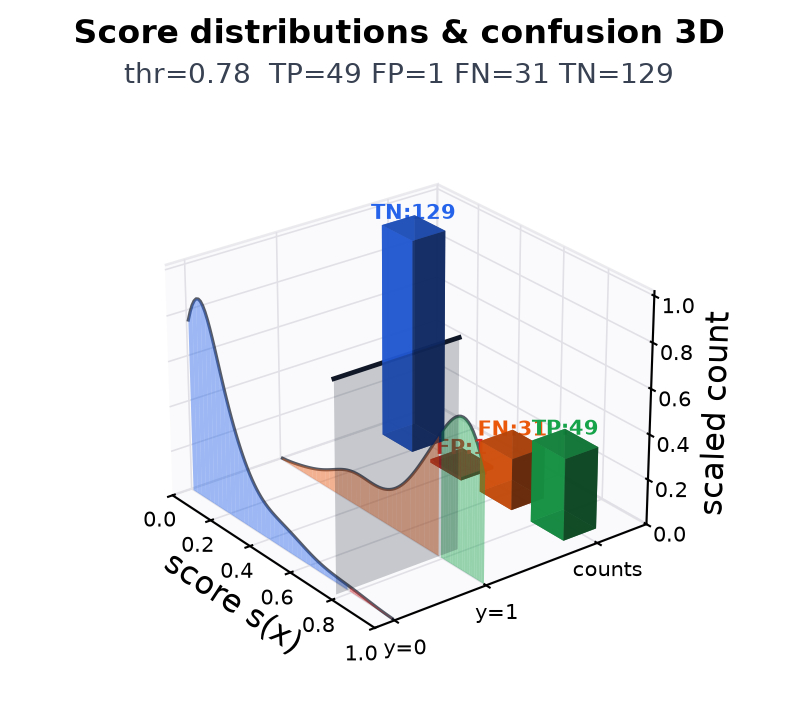 Score distributions & confusion 3D
thr=0.78 TP=49 FP=1 FN=31 TN=129
TN:129
FN:31
TP:49
FP:
1.0
0.8
0.6
0.4
0.2
0.0
scaled count
0.0
0.2
0.4
0.6
0.8
1.0
score s(x)
y=0
y=1
counts